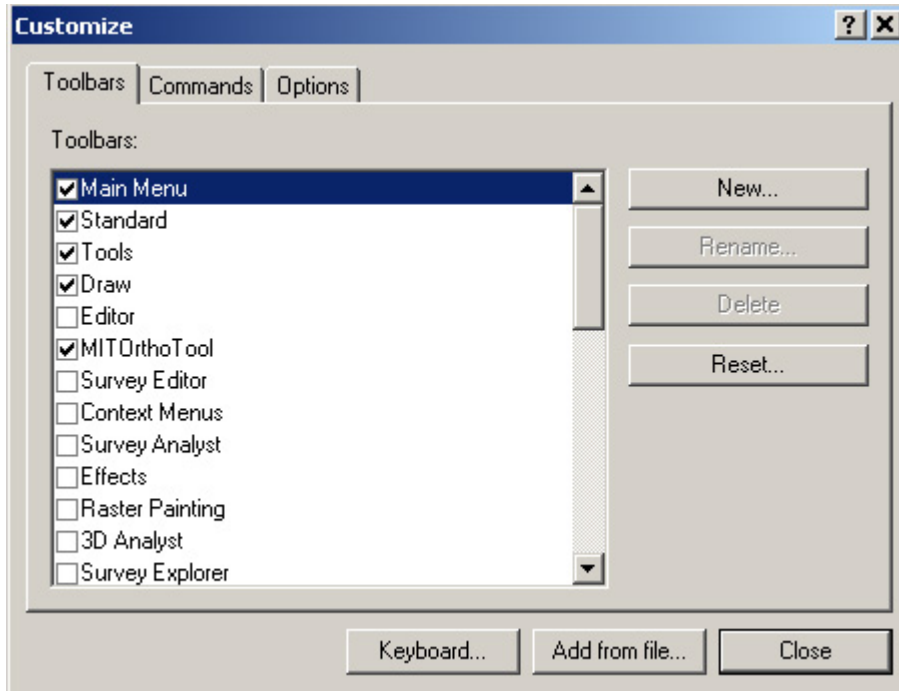 Customize
Toolbars Commands Options
Toolbars:
Main Menu
Standard
Tools
Draw
Editor
MITOrthoTool
Survey Editor
Context Menus
Survey Analyst
Effects
Raster Painting
3D Analyst
Survey Explorer
New...
Rename...
Delete
Reset...
Keyboard... Add from file... Close